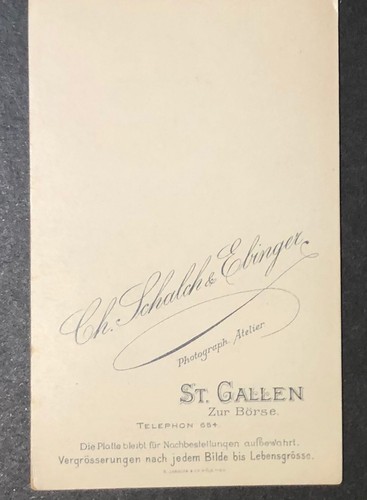 Ch. Schalch & Ebinger.
Photograph. Atelier
ST. GALLEN
Zur Börse.
TELEPHON 654.
Die Platte bleibt für Nachbestellungen aufbewahrt.
Vergrösserungen nach jedem Bilde bis Lebensgrösse.